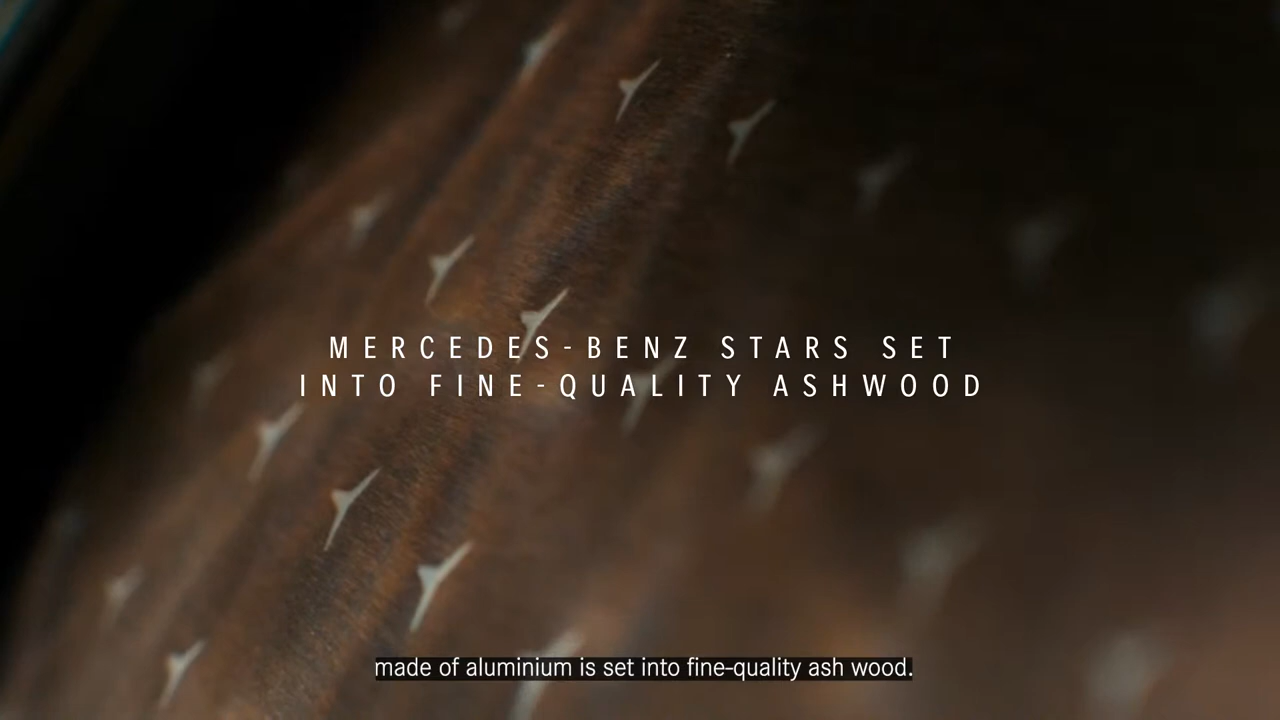 MERCEDES-BENZ STARS SET
INTO FINE-QUALITY ASHWOOD
made of aluminium is set into fine-quality ash wood.